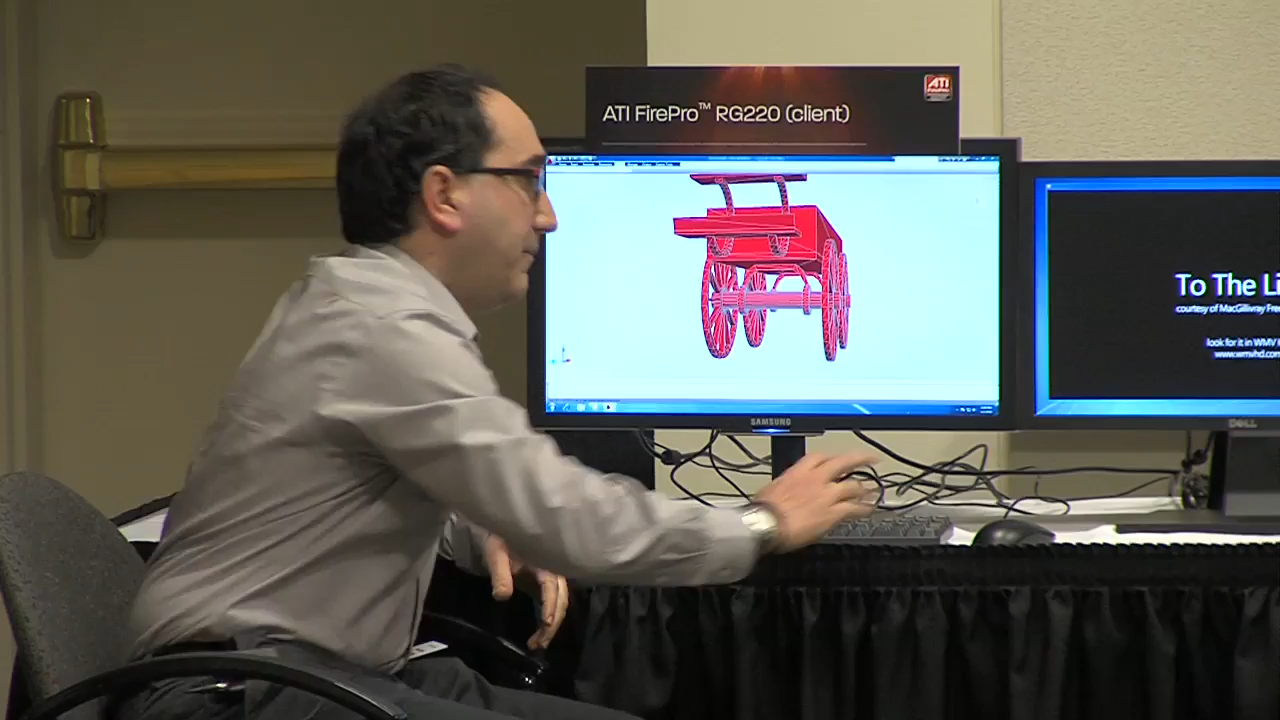 ATI FirePro™ RG220 (client)
ATI
SAMSUNG
To The Li
courtesy of MacGillivray Fre
look for it in WMV
www.wmvhd.com
DELL